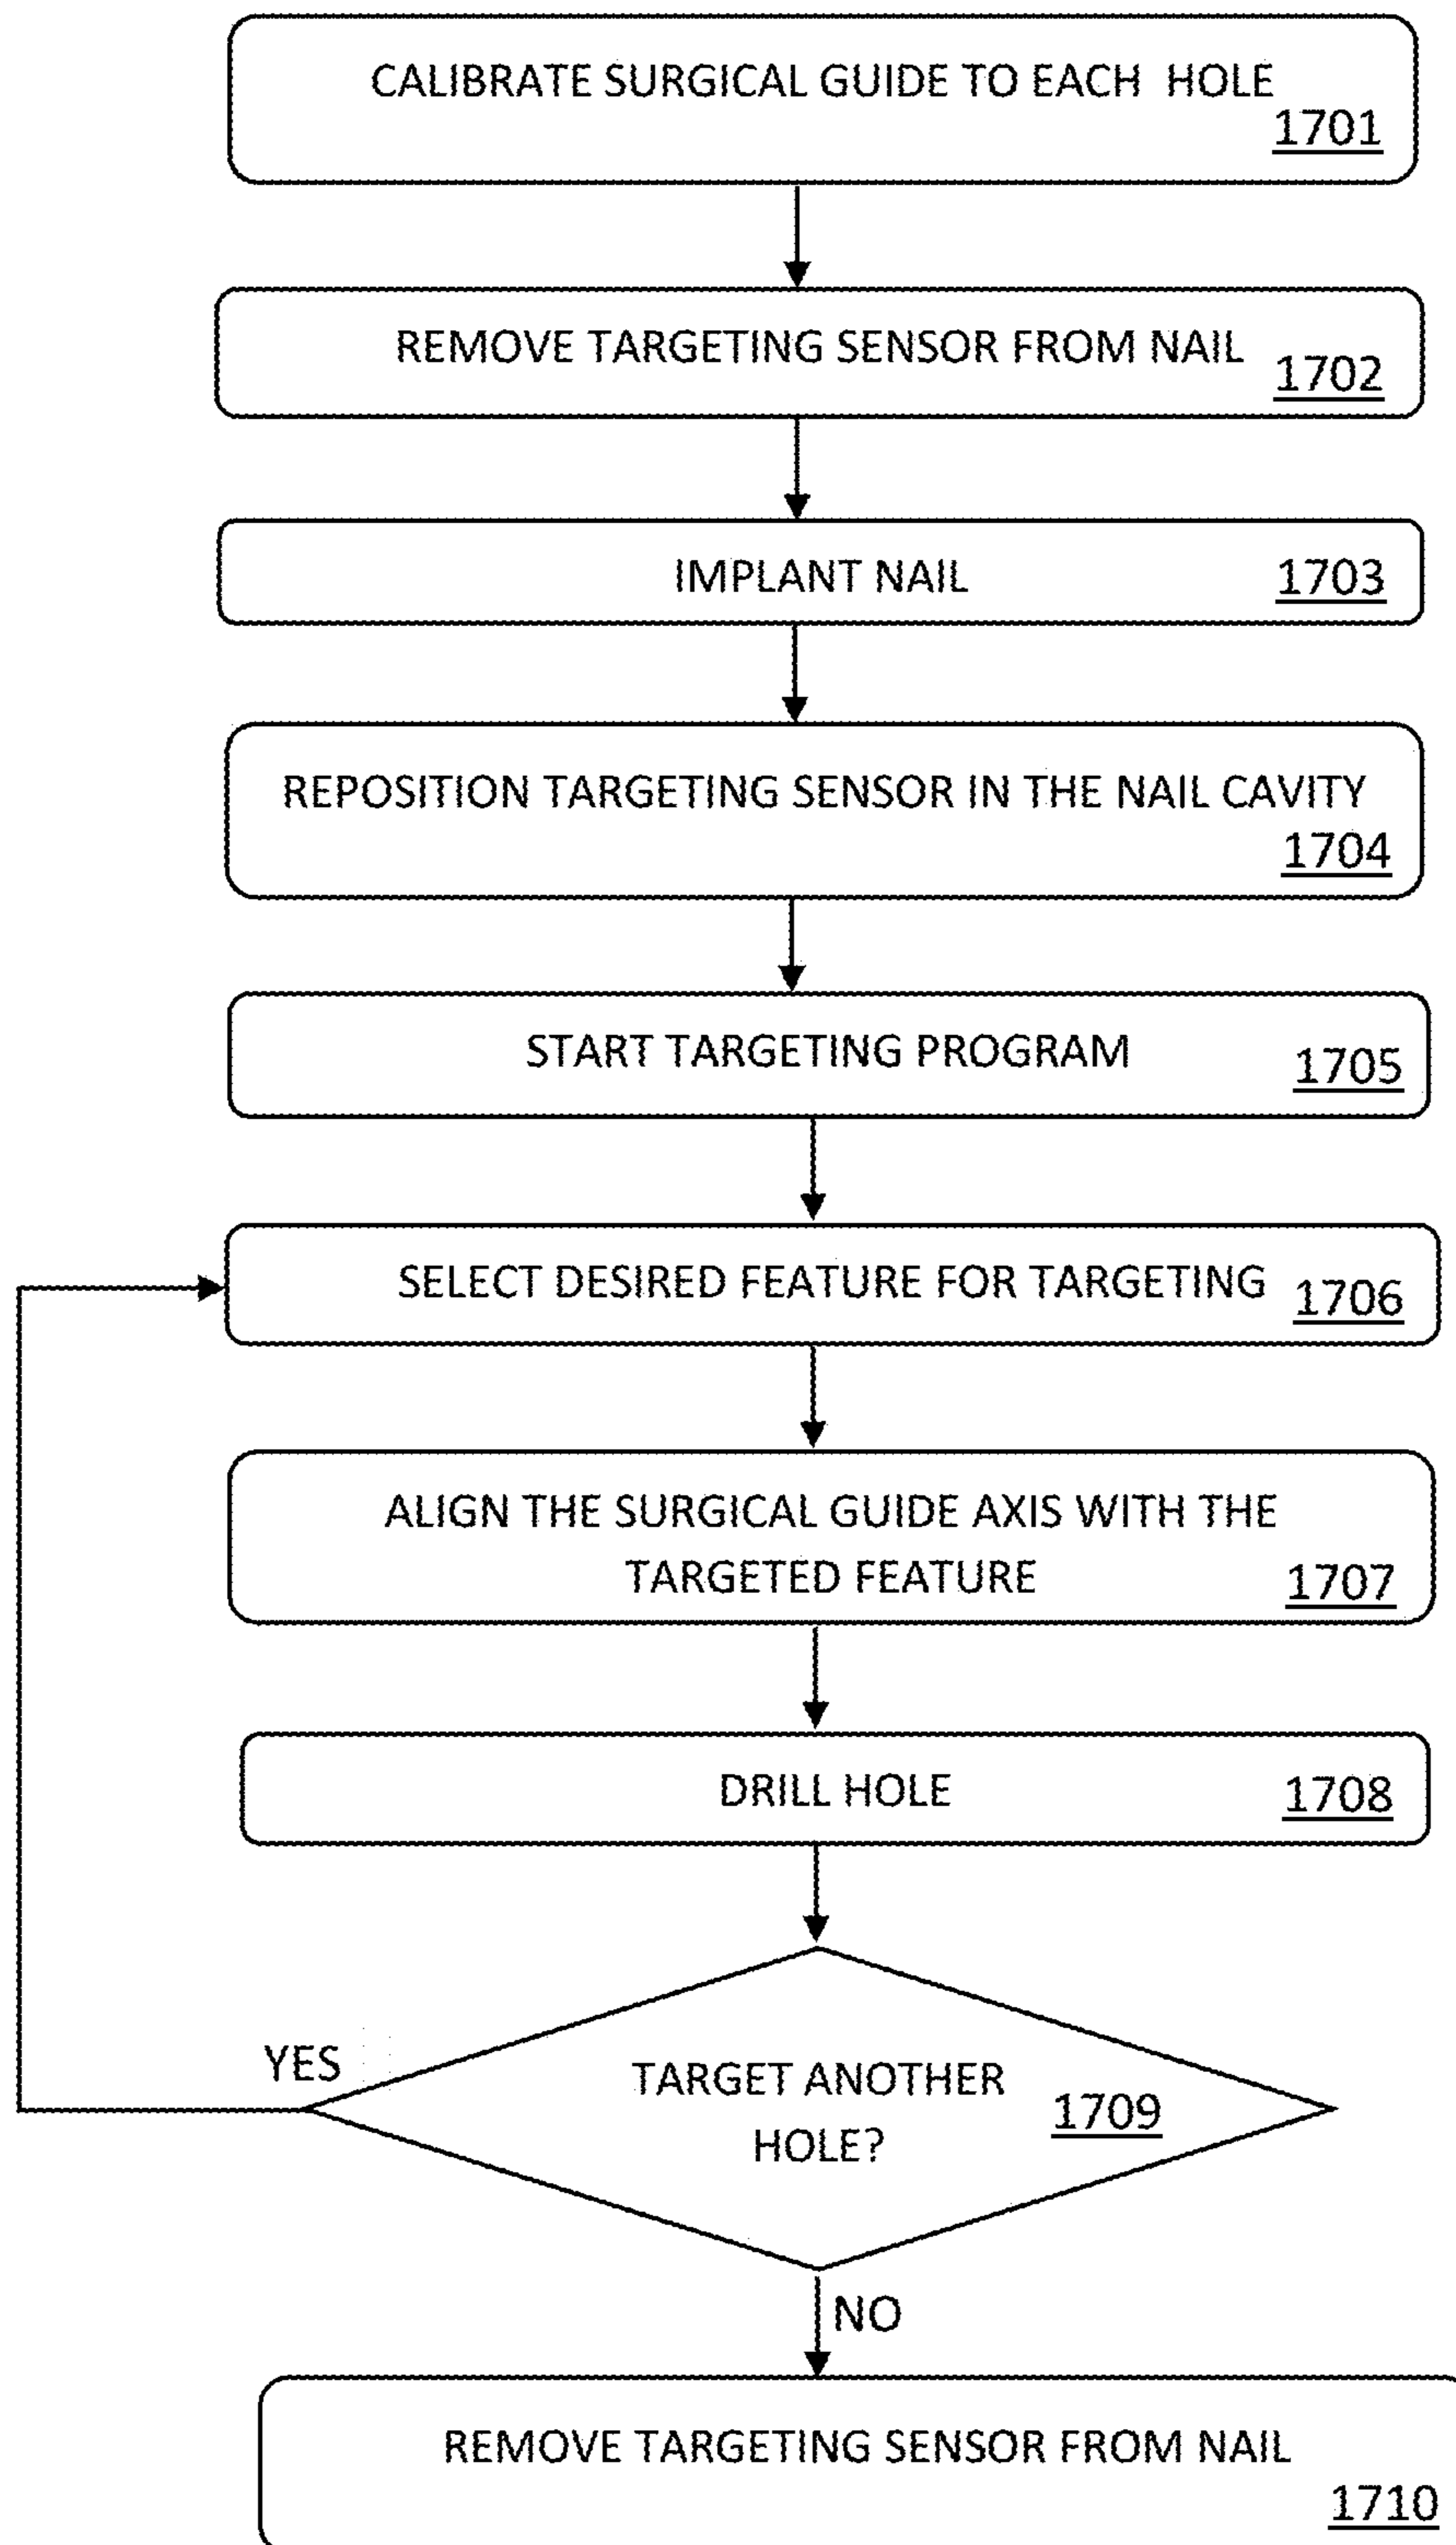 CALIBRATE SURGICAL GUIDE TO EACH HOLE
1701
REMOVE TARGETING SENSOR FROM NAIL
1702
IMPLANT NAIL
1703
REPOSITION TARGETING SENSOR IN THE NAIL CAVITY
1704
START TARGETING PROGRAM
1705
SELECT DESIRED FEATURE FOR TARGETING
1706
ALIGN THE SURGICAL GUIDE AXIS WITH THE
TARGETED FEATURE
1707
DRILL HOLE
1708
YES
TARGET ANOTHER
HOLE?
1709
NO
REMOVE TARGETING SENSOR FROM NAIL
1710